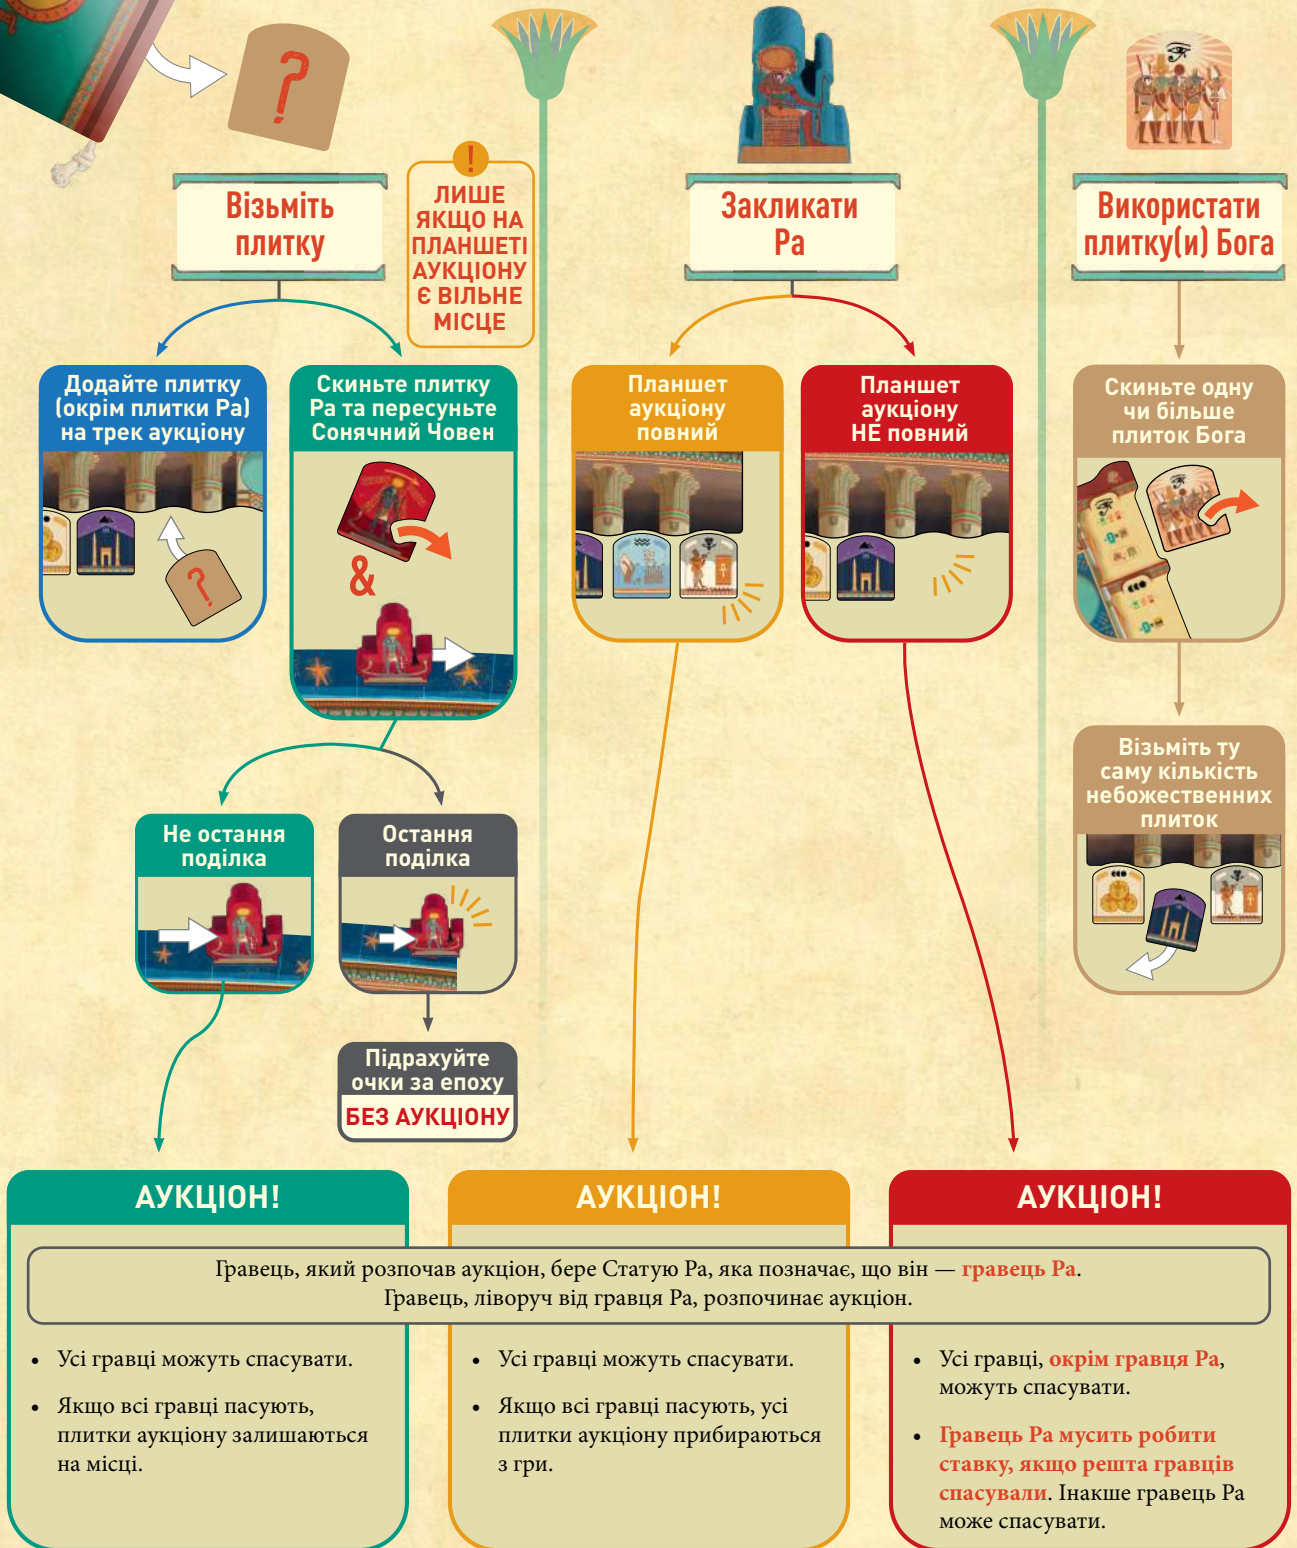 Візьміть
плитку
!
ЛИШЕ
ЯКЩО НА
ПЛАНШЕТІ
АУКЦІОНУ
Є ВІЛЬНЕ
МІСЦЕ
Закликати
Ра
Використати
плитку(и) Бога
Додайте плитку
(окрім плитки Ра)
на трек аукціону
Скиньте плитку
Ра та пересуньте
Сонячний Човен
&
Планшет
аукціону
повний
Планшет
аукціону
НЕ повний
Скиньте одну
чи більше
плиток Бога
Візьміть ту
саму кількість
небожественних
плиток
Не остання
поділка
Остання
поділка
Підрахуйте
очки за епоху
БЕЗ АУКЦІОНУ
АУКЦІОН!
АУКЦІОН!
АУКЦІОН!
Гравець, який розпочав аукціон, бере Статую Ра, яка позначає, що він — гравець Ра.
Гравець, ліворуч від гравця Ра, розпочинає аукціон.
• Усі гравці можуть спасувати.
• Якщо всі гравці пасують,
плитки аукціону залишаються
на місці.
• Усі гравці можуть спасувати.
• Якщо всі гравці пасують, усі
плитки аукціону прибираються
з гри.
• Усі гравці, окрім гравця Ра,
можуть спасувати.
• Гравець Ра мусить робити
ставку, якщо решта гравців
спасували. Інакше гравець Ра
може спасувати.